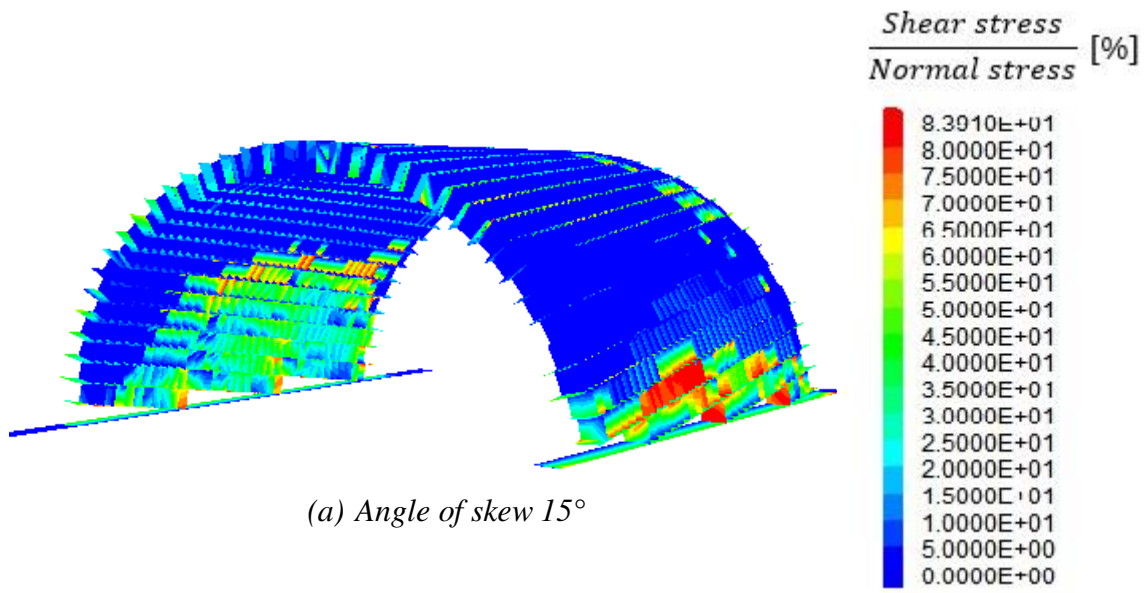 Shear stress
Normal stress [%]
8.3910E+01
8.0000E+01
7.5000E+01
7.0000E+01
6.5000E+01
6.0000E+01
5.5000E+01
5.0000E+01
4.5000E+01
4.0000E+01
3.5000E+01
3.0000E+01
2.5000E+01
2.0000E+01
1.5000E+01
1.0000E+01
5.0000E+00
0.0000E+00
(a) Angle of skew 15°